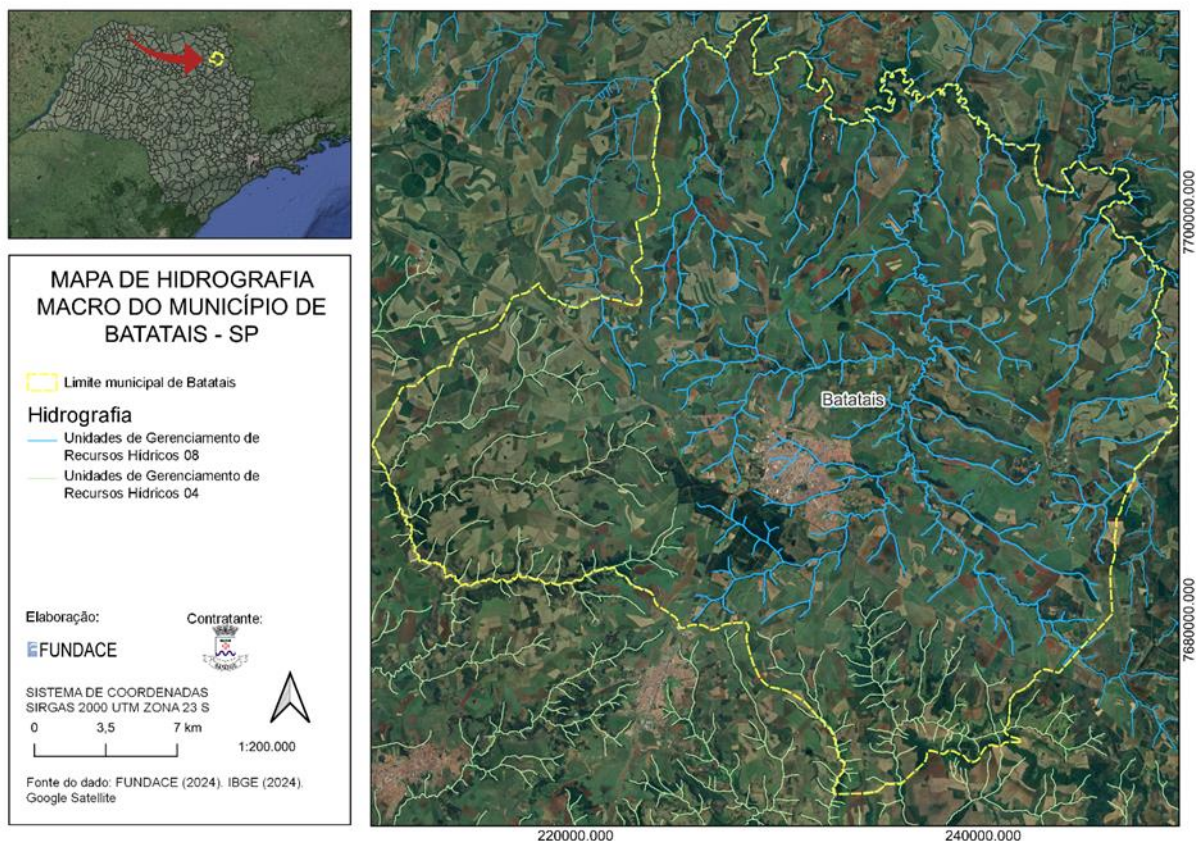 MAPA DE HIDROGRAFIA
MACRO DO MUNICÍPIO DE
BATATAIS - SP
Limite municipal de Batatais
Hidrografia
Unidades de Gerenciamento de
Recursos Hídricos 08
Unidades de Gerenciamento de
Recursos Hídricos 04
Elaboração:
Contratante:
FUNDACE
SISTEMA DE COORDENADAS
SIRGAS 2000 UTM ZONA 23 S
0 3,5 7 km
1:200.000
Fonte do dado: FUNDACE (2024). IBGE (2024).
Google Satellite
Batatais
7700000.000
7680000.000
220000.000
240000.000